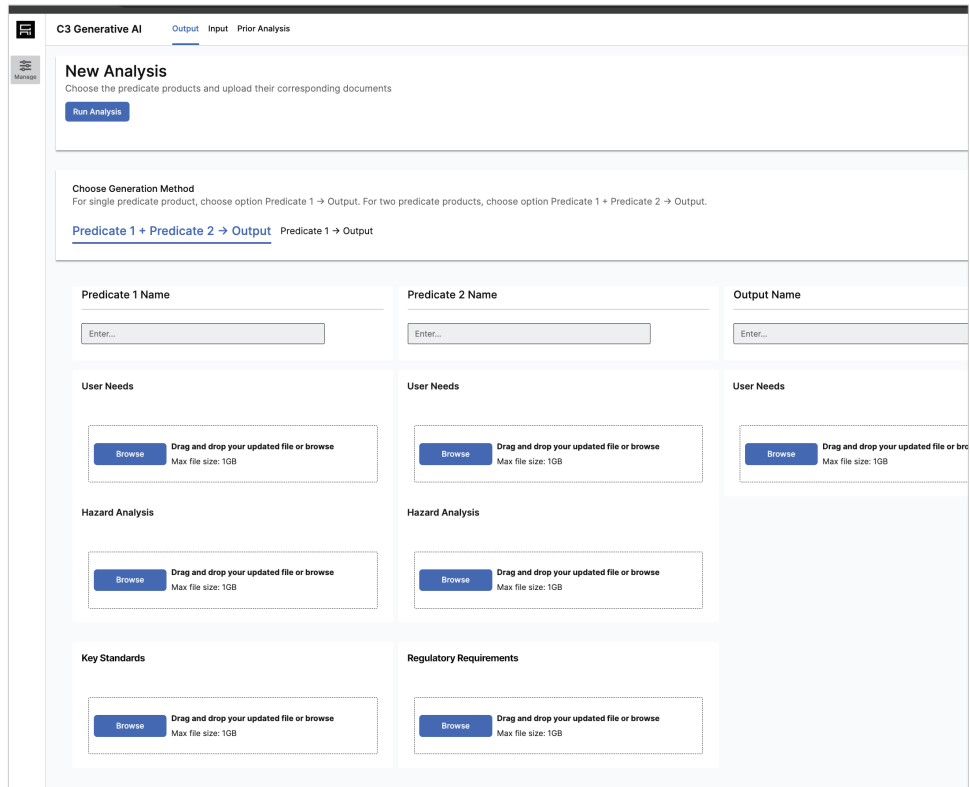 C3 Generative AI
Output
Input
Prior Analysis
Manage
New Analysis
Choose the predicate products and upload their corresponding documents
Run Analysis
Choose Generation Method
For single predicate product, choose option Predicate 1 → Output. For two predicate products, choose option Predicate 1 + Predicate 2 → Output.
Predicate 1 + Predicate 2 → Output
Predicate 1 → Output
Predicate 1 Name
Predicate 2 Name
Output Name
Enter...
Enter...
Enter...
User Needs
User Needs
User Needs
Browse
Drag and drop your updated file or browse
Max file size: 1GB
Browse
Drag and drop your updated file or browse
Max file size: 1GB
Browse
Drag and drop your updated file or bro
Max file size: 1GB
Hazard Analysis
Hazard Analysis
Browse
Drag and drop your updated file or browse
Max file size: 1GB
Browse
Drag and drop your updated file or browse
Max file size: 1GB
Key Standards
Regulatory Requirements
Browse
Drag and drop your updated file or browse
Max file size: 1GB
Browse
Drag and drop your updated file or browse
Max file size: 1GB